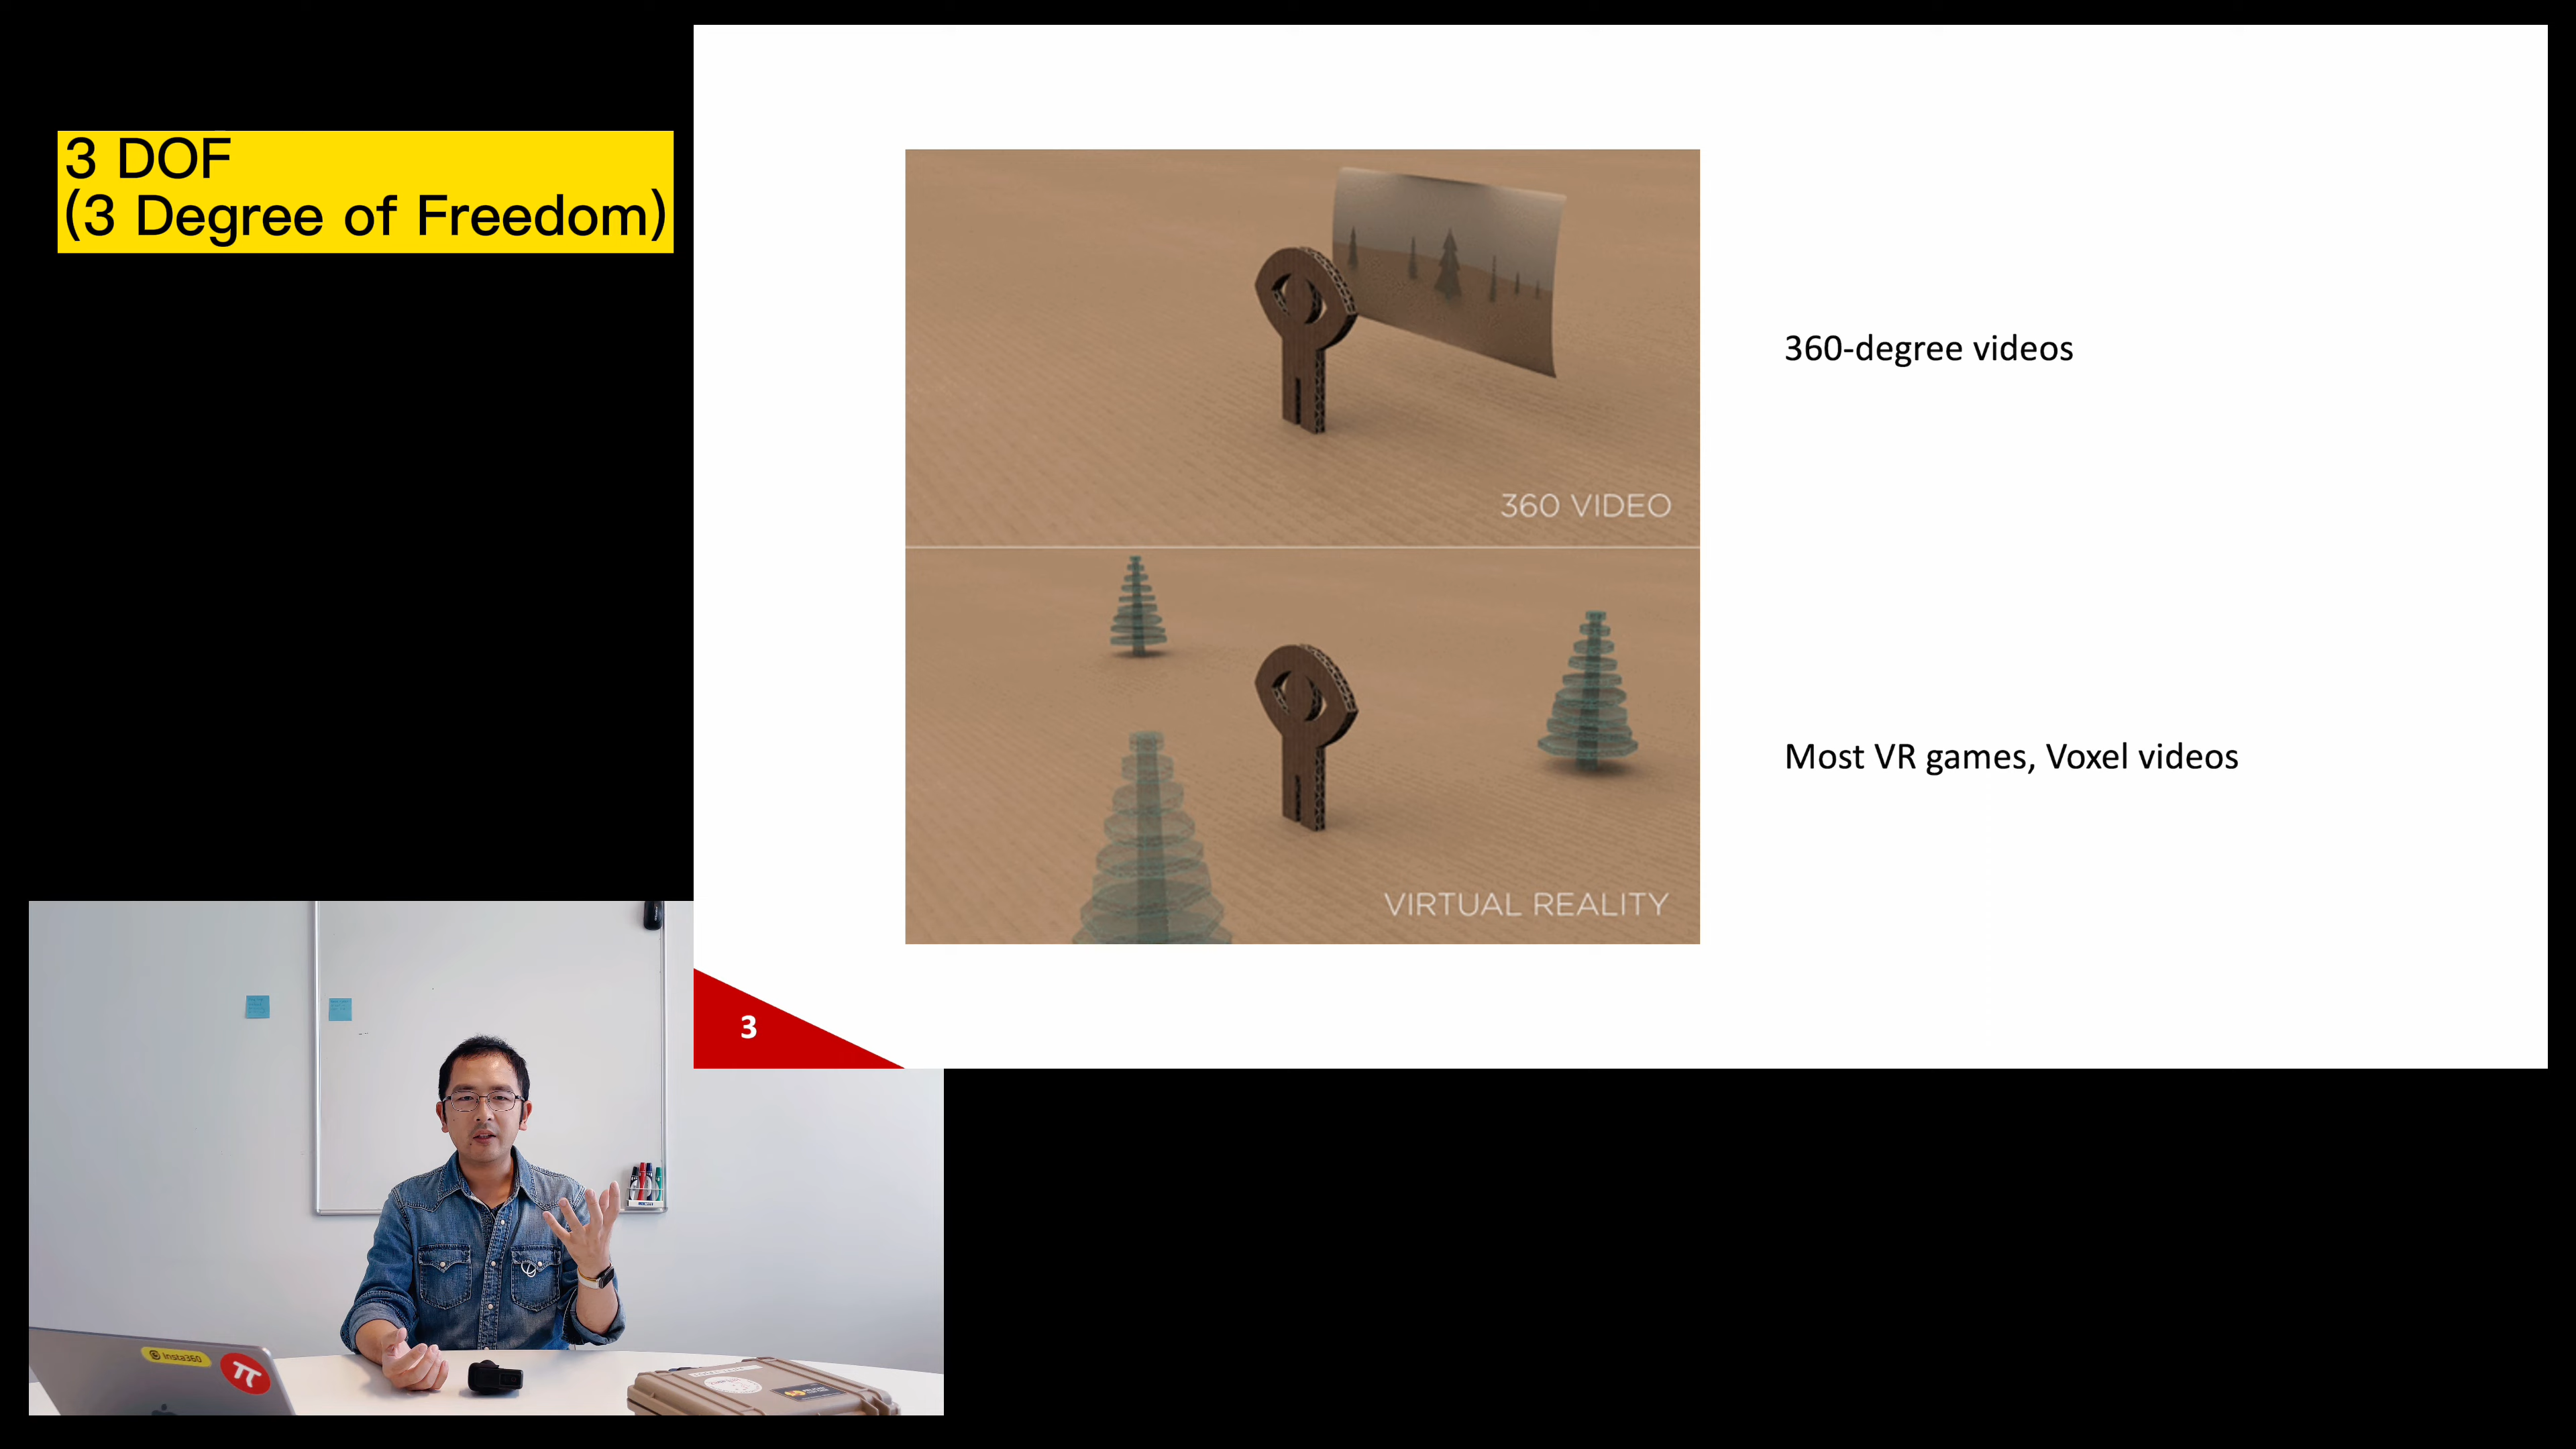 3 DOF
(3 Degree of Freedom)
360 VIDEO
360-degree videos
VIRTUAL REALITY
Most VR games, Voxel videos
3
Insta360
π